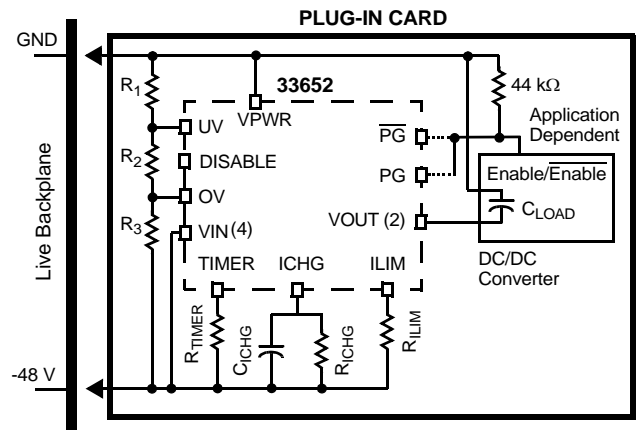 PLUG-IN CARD
GND
33652
R1
44 kΩ
VPWR
Application
Dependent
UV
PG
R2
DISABLE
PG
Enable/Enable
OV
CLOAD
R3
VIN (4)
VOUT (2)
TIMER
ICHG
ILIM
DC/DC
Converter
Live Backplane
RTIMER
CICHG
RICHG
RILIM
-48 V